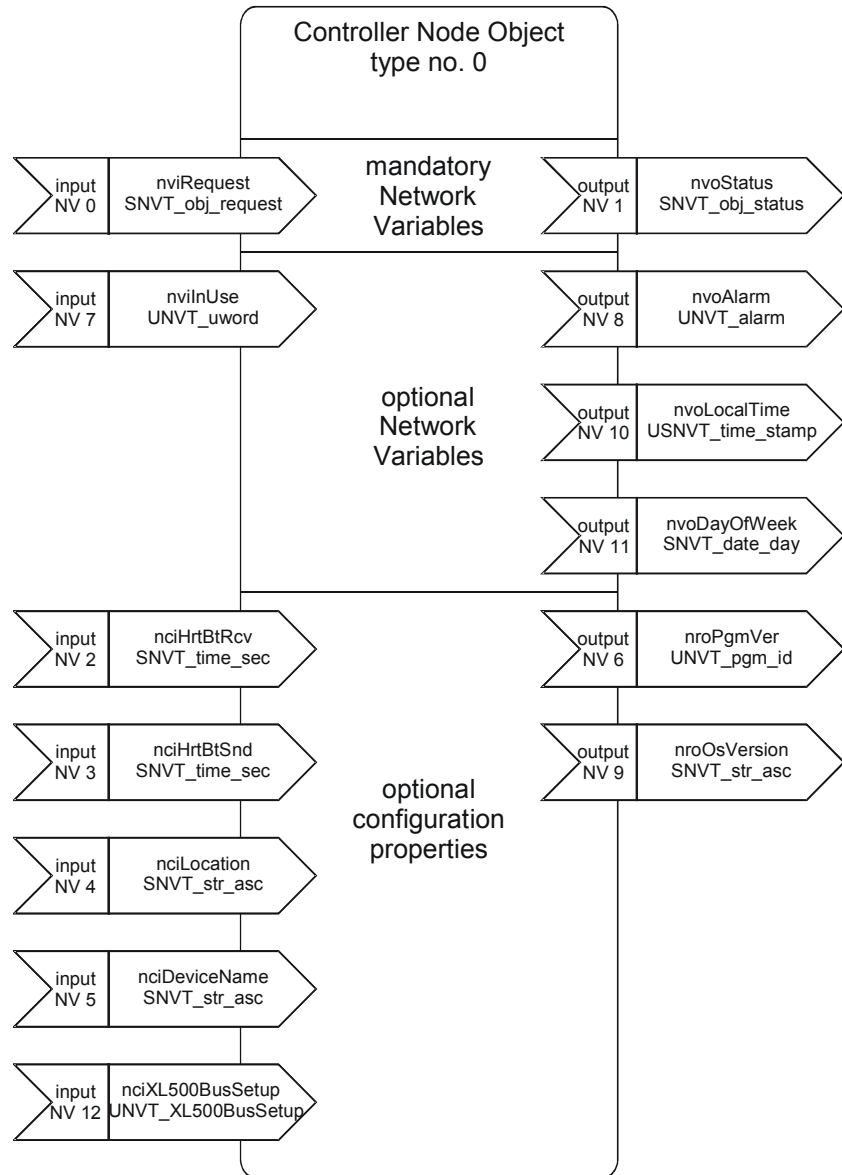 Controller Node Object
type no. 0
mandatory
Network
Variables
input
NV 0
nviRequest
SNVT_obj_request
output
NV 1
nvoStatus
SNVT_obj_status
input
NV 7
nviInUse
UNVT_uword
output
NV 8
nvoAlarm
UNVT_alarm
optional
Network
Variables
output
NV 10
nvoLocalTime
USNVT_time_stamp
output
NV 11
nvoDayOfWeek
SNVT_date_day
input
NV 2
nciHrtBtRcv
SNVT_time_sec
output
NV 6
nroPgmVer
UNVT_pgm_id
input
NV 3
nciHrtBtSnd
SNVT_time_sec
output
NV 9
nroOsVersion
SNVT_str_asc
optional
configuration
properties
input
NV 4
nciLocation
SNVT_str_asc
input
NV 5
nciDeviceName
SNVT_str_asc
input
NV 12
nciXL500BusSetup
UNVT_XL500BusSetup